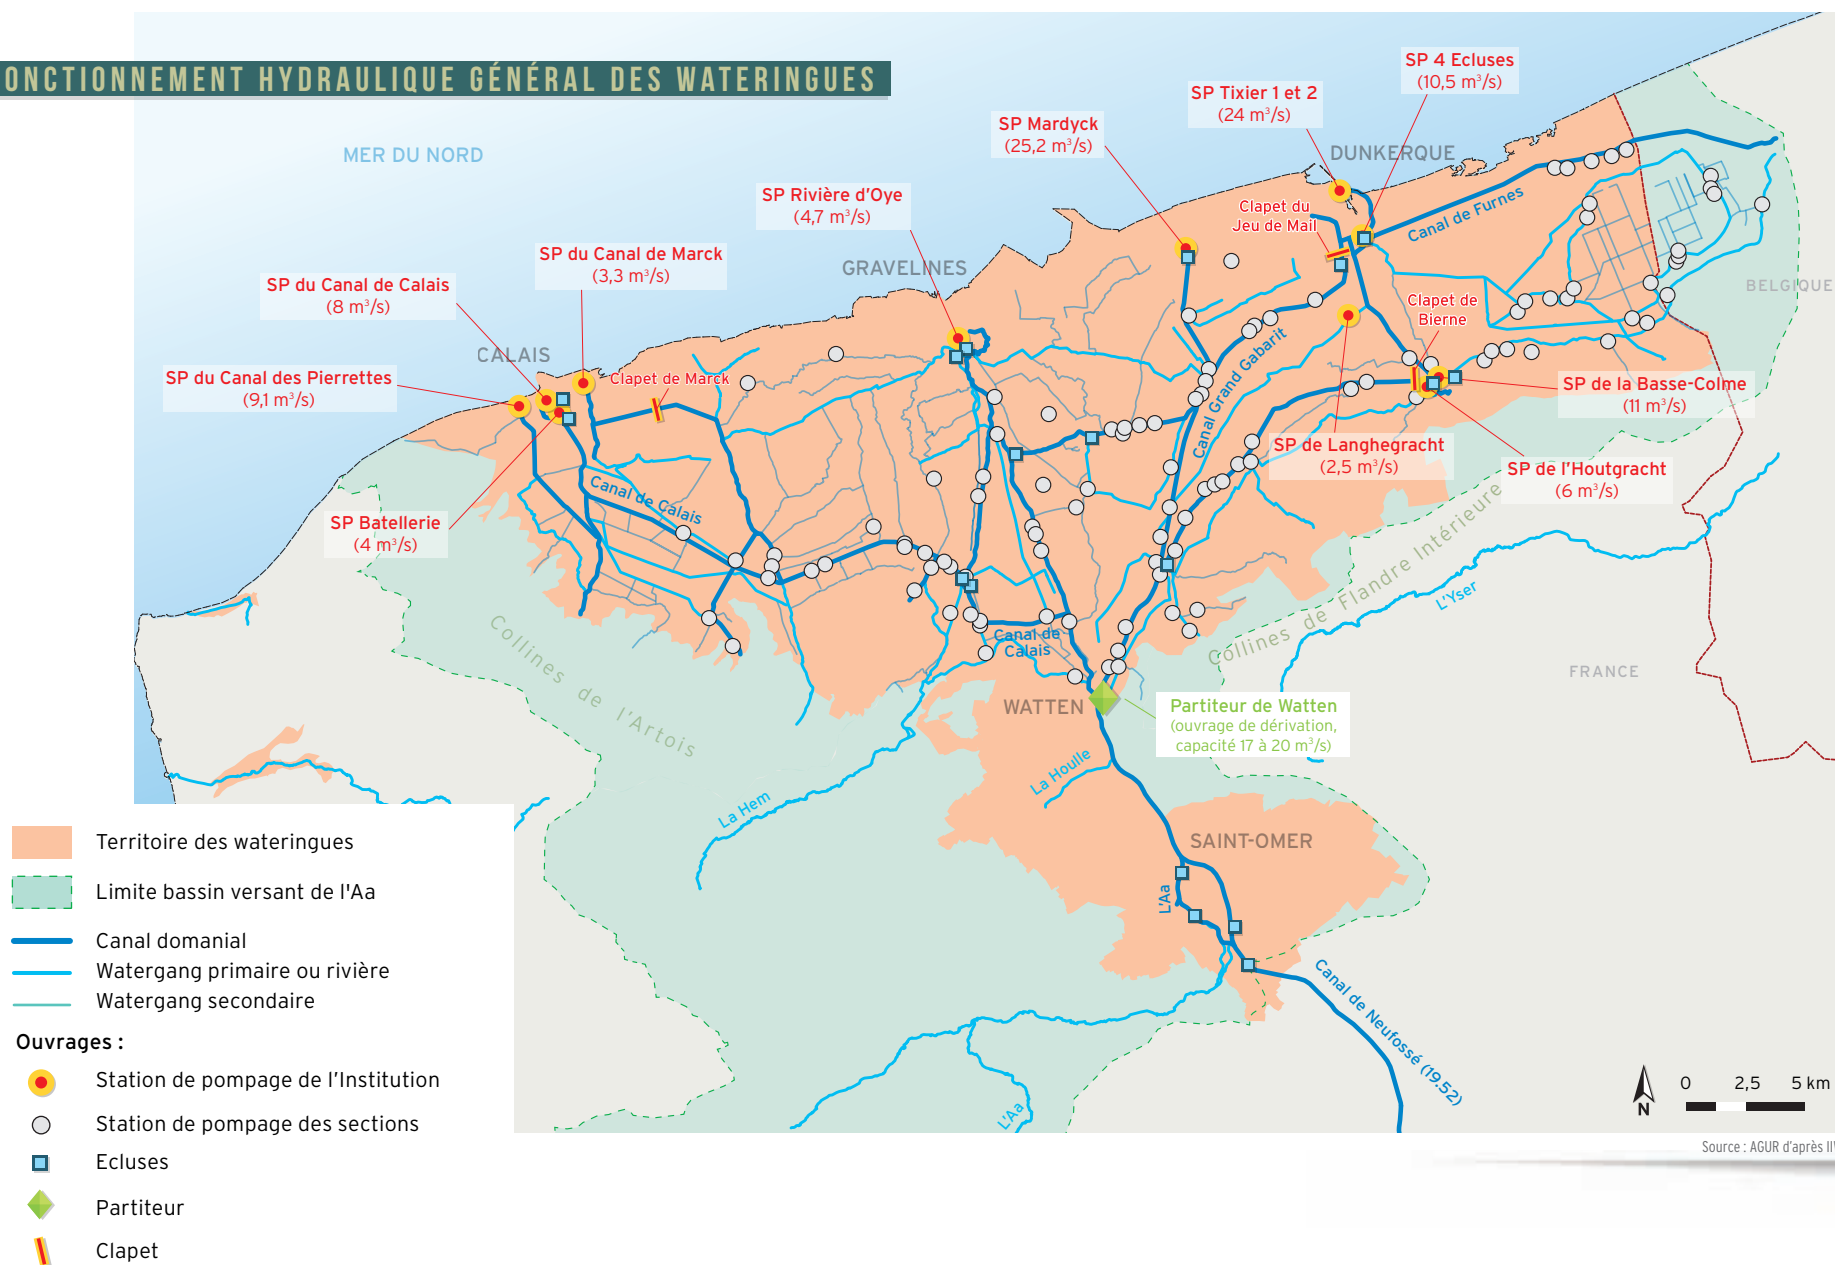 ONCTIONNEMENT HYDRAULIQUE GÉNÉRAL DES WATERINGUES
MER DU NORD
SP 4 Ecluses
(10,5 m³/s)
SP Tixier 1 et 2
(24 m³/s)
SP Mardyck
(25,2 m³/s)
DUNKERQUE
SP Rivière d'Oye
(4,7 m³/s)
Clapet du
Jeu de Mail
Canal de Furnes
SP du Canal de Marck
(3,3 m³/s)
GRAVELINES
SP du Canal de Calais
(8 m³/s)
BELGIQUE
Clapet de
Bierne
CALAIS
SP du Canal des Pierrettes
(9,1 m³/s)
Clapet de Marck
Canal Grand Gabarit
SP de la Basse-Colme
(11 m³/s)
SP de Langhegracht
(2,5 m³/s)
SP de l'Houtgracht
(6 m³/s)
Canal de Calais
SP Batellerie
(4 m³/s)
Collines de Flandre Intérieure
L'Yser
Collines de l'Artois
Canal de
Calais
FRANCE
WATTEN
Partiteur de Watten
(ouvrage de dérivation,
capacité 17 à 20 m³/s)
La Houlle
La Hem
SAINT-OMER
L'Aa
Canal de Neufossé (19.52)
L'Aa
Territoire des wateringues
Limite bassin versant de l'Aa
Canal domanial
Watergang primaire ou rivière
Watergang secondaire
Ouvrages :
Station de pompage de l'Institution
Station de pompage des sections
Ecluses
Partiteur
Clapet
N
0 2,5 5 km
Source : AGUR d'après